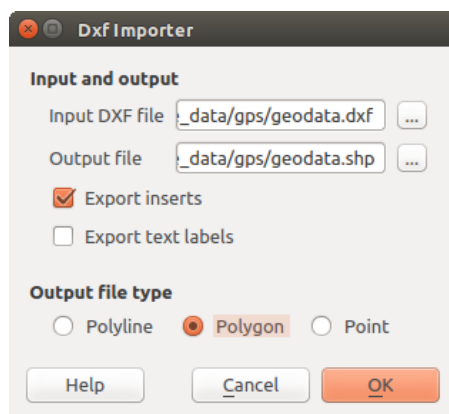 Dxf Importer
Input and output
Input DXF file :_data/gps/geodata.dxf ...
Output file :_data/gps/geodata.shp ...
Export inserts
Export text labels
Output file type
Polyline Polygon Point
Help Cancel OK